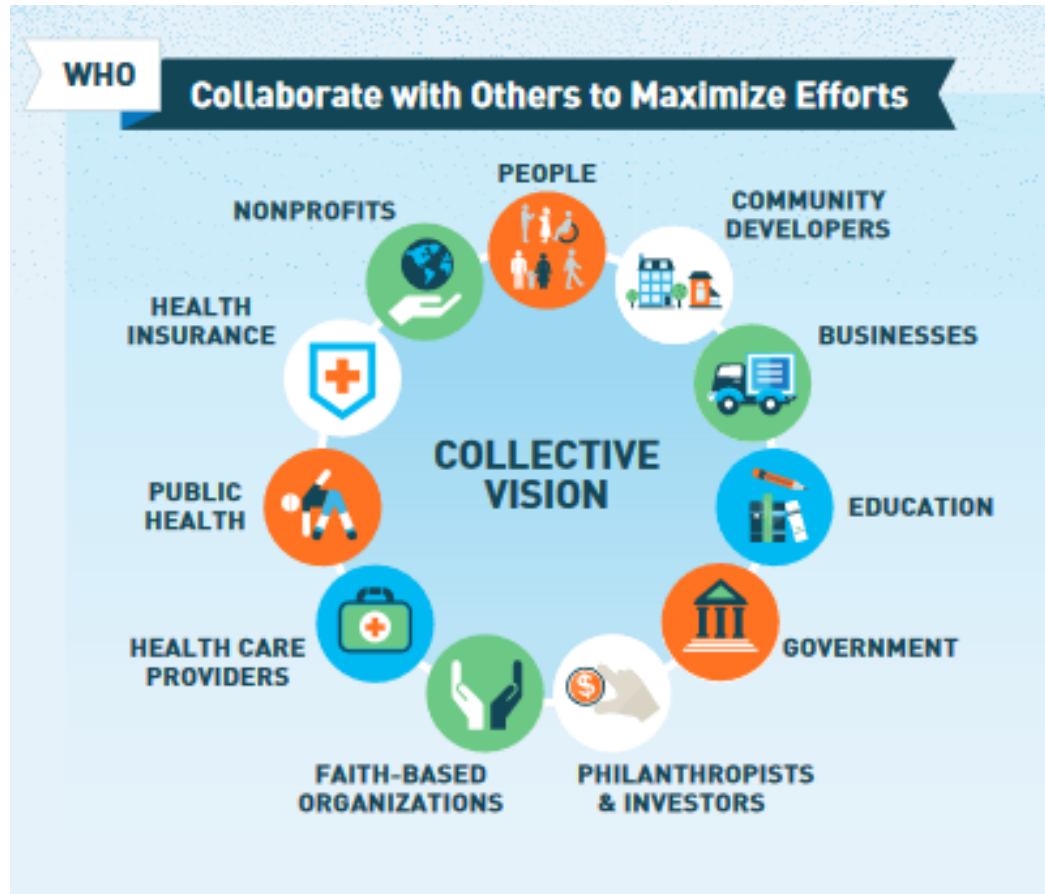 WHO
Collaborate with Others to Maximize Efforts
PEOPLE
COMMUNITY
DEVELOPERS
BUSINESSES
EDUCATION
GOVERNMENT
PHILANTHROPISTS
& INVESTORS
FAITH-BASED
ORGANIZATIONS
HEALTH CARE
PROVIDERS
PUBLIC
HEALTH
HEALTH
INSURANCE
NONPROFITS
COLLECTIVE
VISION
$